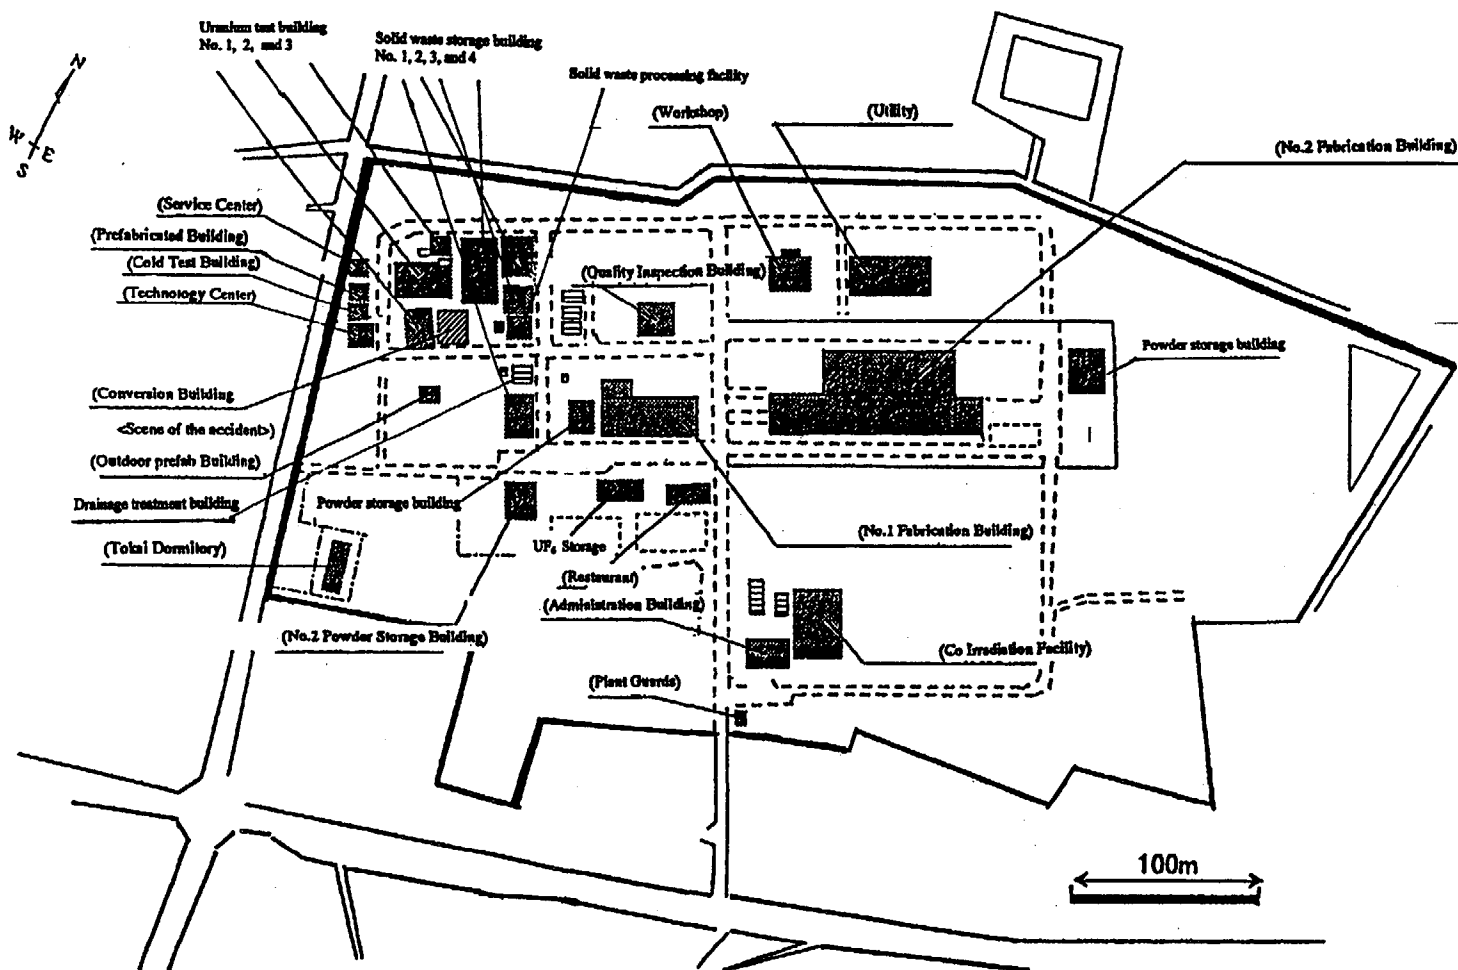 Uranium test building
No. 1, 2, and 3
Solid waste storage building
No. 1, 2, 3, and 4
Solid waste processing facility
(Workshop)
(Utility)
(No.2 Fabrication Building)
N
W
E
S
(Service Center)
(Prefabricated Building)
(Cold Test Building)
(Technology Center)
(Quality Inspection Building)
Powder storage building
(Conversion Building
<Scene of the accident>)
(Outdoor prefab Building)
Drainage treatment building
Powder storage building
(Tokai Dormitory)
UF₆ Storage
(No.1 Fabrication Building)
(Restaurant)
(Administration Building)
(No.2 Powder Storage Building)
(Co Irradiation Facility)
(Plant Guards)
100m